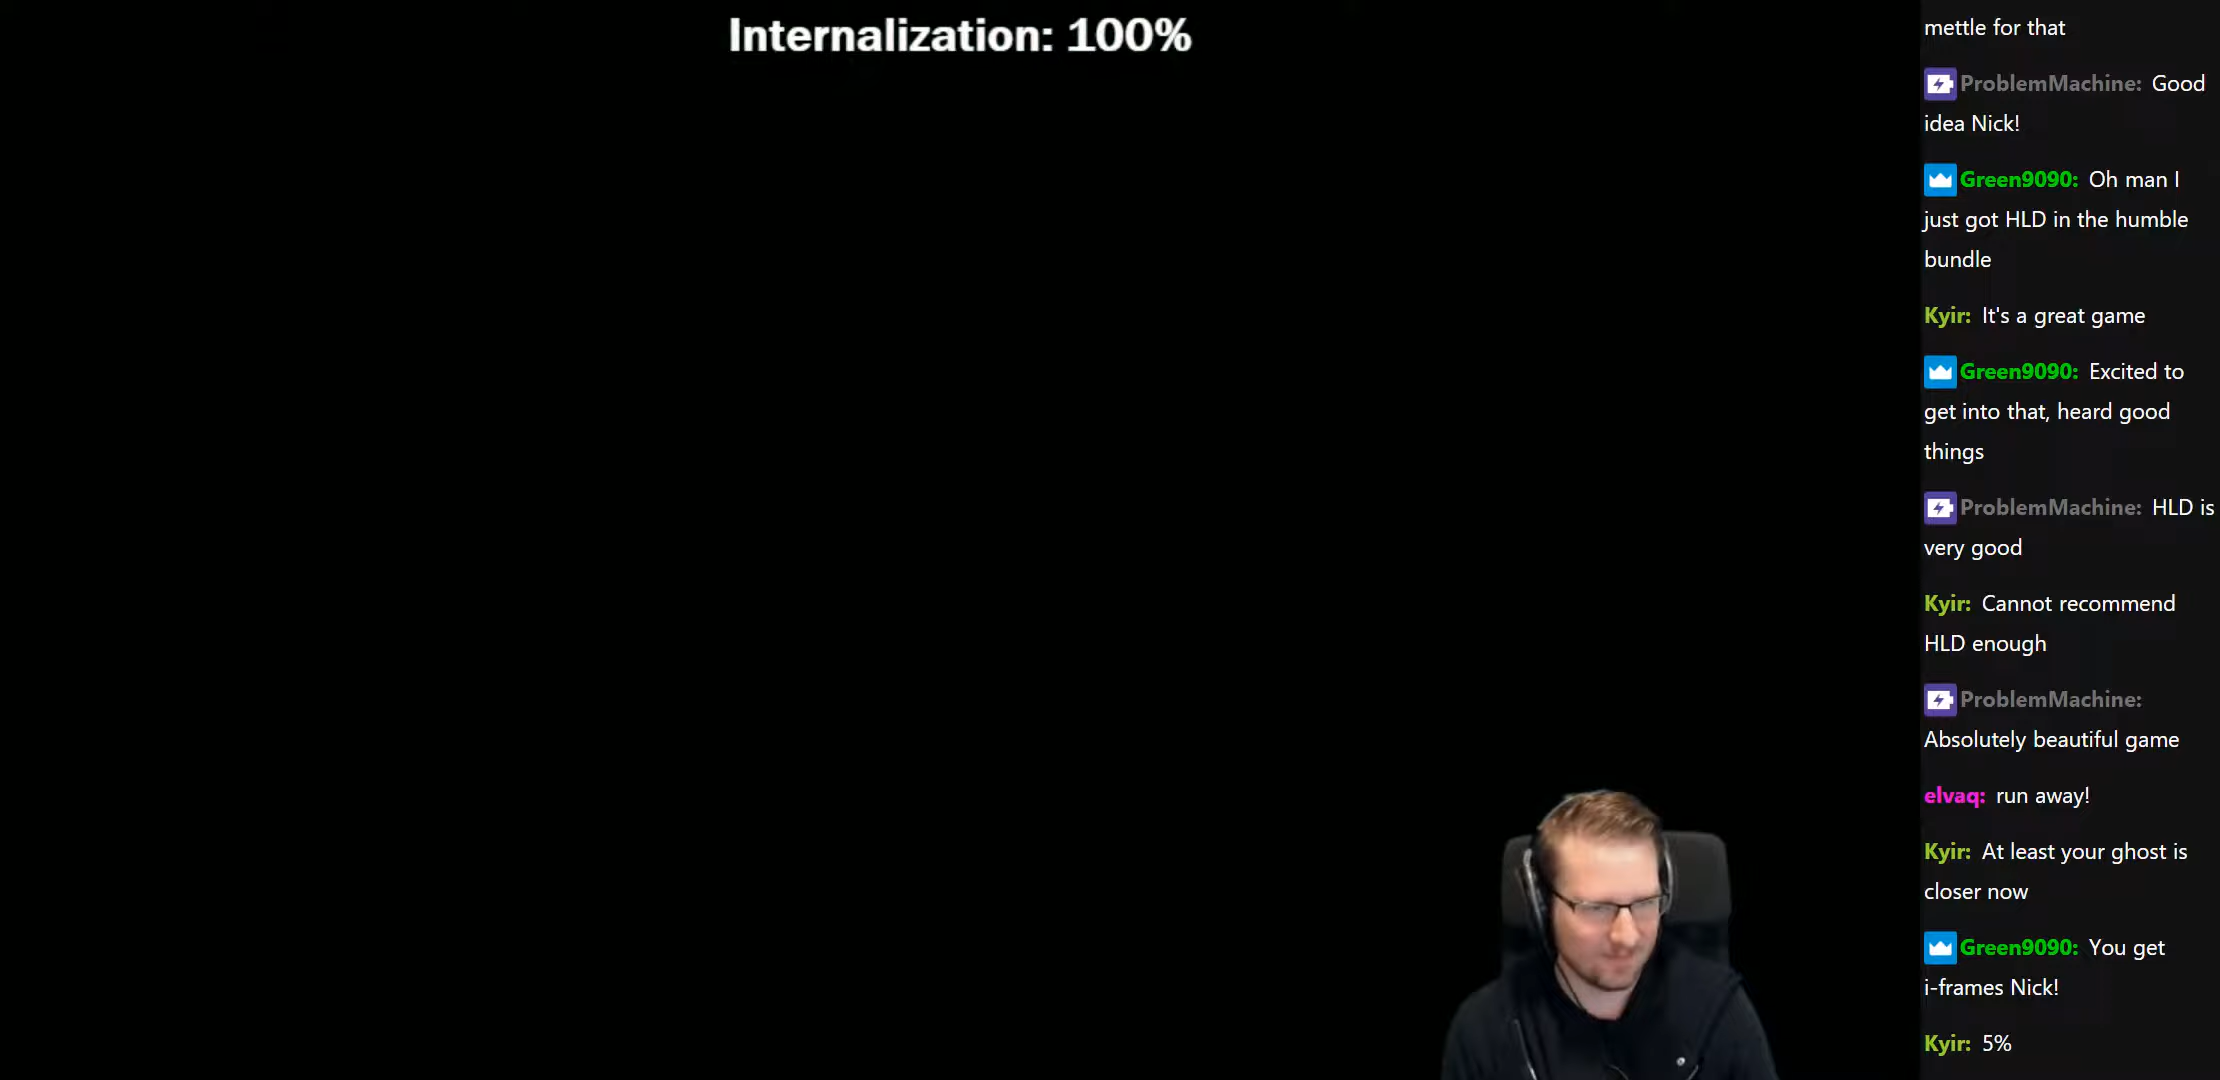 Internalization: 100%
mettle for that
ProblemMachine: Good
idea Nick!
Green9090: Oh man I
just got HLD in the humble
bundle
Kyir: It's a great game
Green9090: Excited to
get into that, heard good
things
ProblemMachine: HLD is
very good
Kyir: Cannot recommend
HLD enough
ProblemMachine:
Absolutely beautiful game
elvaq: run away!
Kyir: At least your ghost is
closer now
Green9090: You get
i-frames Nick!
Kyir: 5%